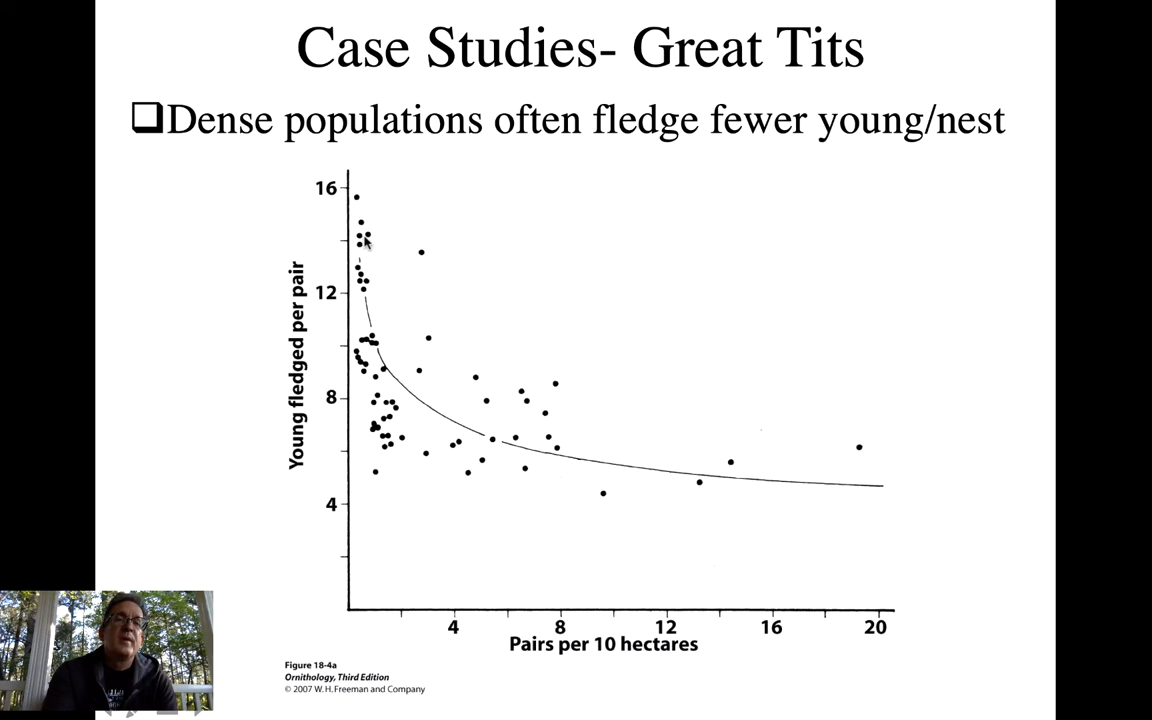 Case Studies- Great Tits
❑Dense populations often fledge fewer young/nest
16
12
8
4
Young fledged per pair
4 8 12 16 20
Pairs per 10 hectares
Figure 18-4a
Ornithology, Third Edition
© 2007 W. H. Freeman and Company